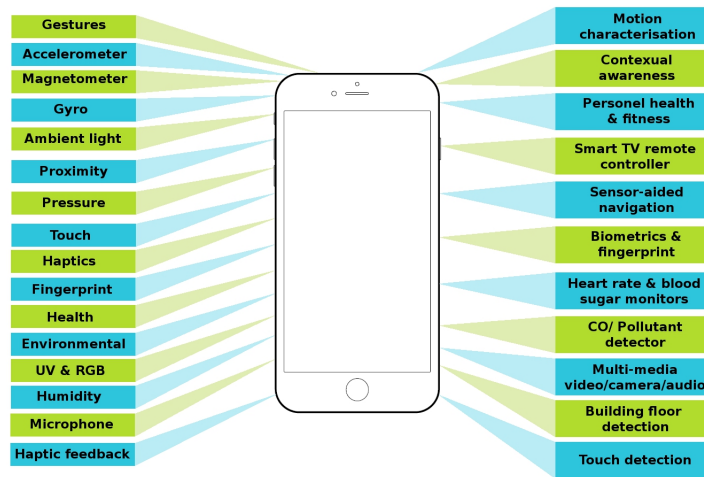 Gestures
Accelerometer
Magnetometer
Gyro
Ambient light
Proximity
Pressure
Touch
Haptics
Fingerprint
Health
Environmental
UV & RGB
Humidity
Microphone
Haptic feedback
Motion
characterisation
Contexual
awareness
Personel health
& fitness
Smart TV remote
controller
Sensor-aided
navigation
Biometrics &
fingerprint
Heart rate & blood
sugar monitors
CO/ Pollutant
detector
Multi-media
video/camera/audio
Building floor
detection
Touch detection